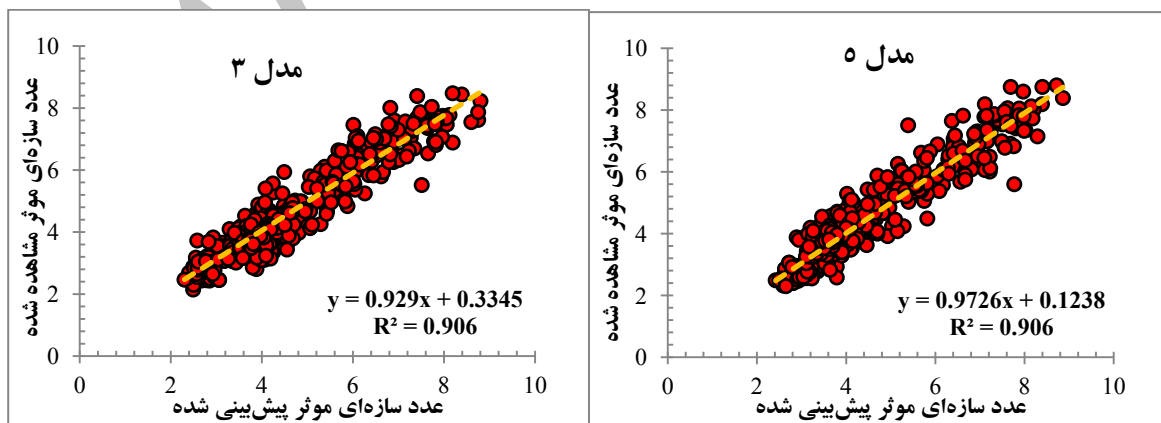 مدل ۳
عدد سازه‌ای موثر مشاهده شده
10
8
6
4
2
0
y = 0.929x + 0.3345
R² = 0.906
0 2 4 6 8 10
عدد سازه‌ای موثر پیش‌بینی شده
مدل ۵
عدد سازه‌ای موثر مشاهده شده
10
8
6
4
2
0
y = 0.9726x + 0.1238
R² = 0.906
0 2 4 6 8 10
عدد سازه‌ای موثر پیش‌بینی شده